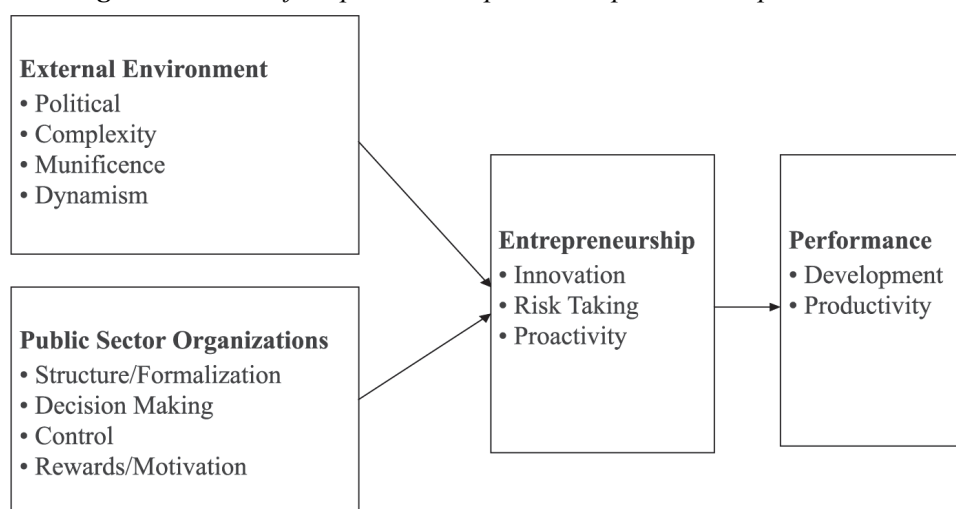 External Environment
• Political
• Complexity
• Munificence
• Dynamism
Public Sector Organizations
• Structure/Formalization
• Decision Making
• Control
• Rewards/Motivation
Entrepreneurship
• Innovation
• Risk Taking
• Proactivity
Performance
• Development
• Productivity